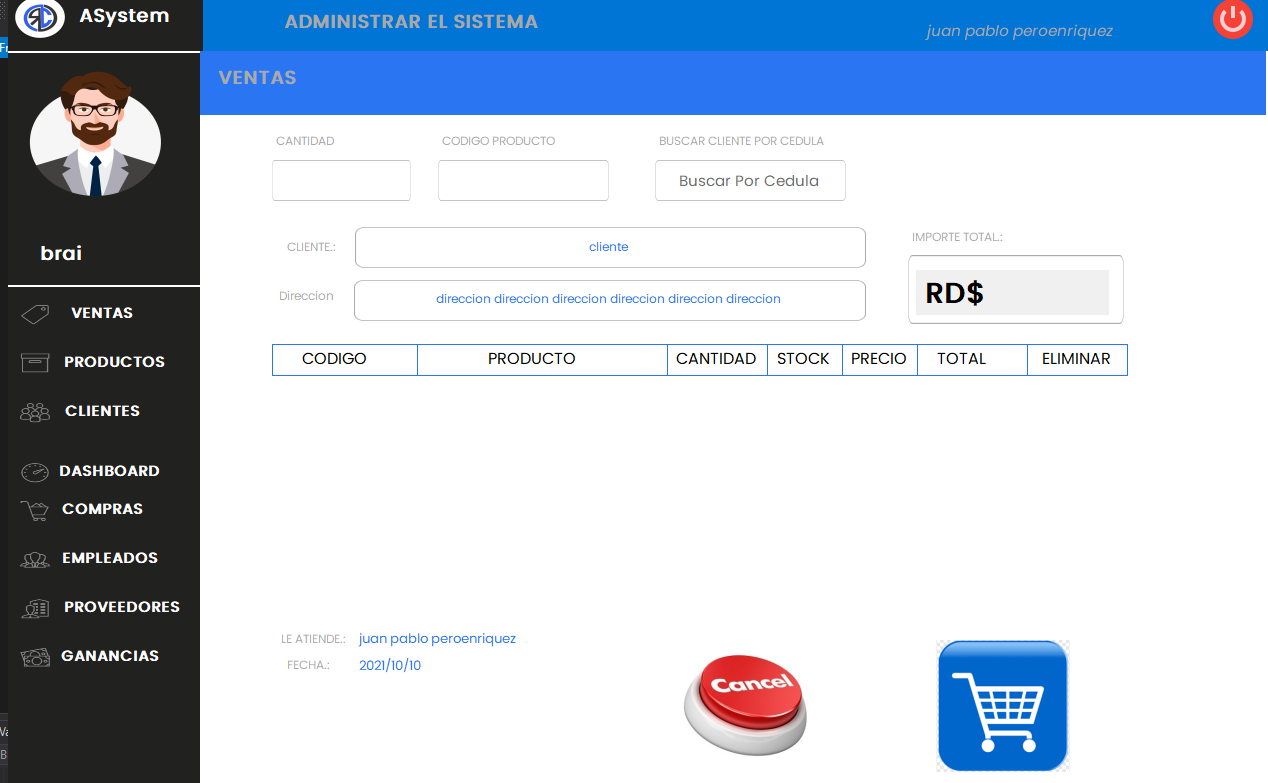 ASystem
ADMINISTRAR EL SISTEMA
juan pablo peroenriquez
VENTAS
brai
VENTAS
PRODUCTOS
CLIENTES
DASHBOARD
COMPRAS
EMPLEADOS
PROVEEDORES
GANANCIAS
CANTIDAD CODIGO PRODUCTO BUSCAR CLIENTE POR CEDULA
Buscar Por Cedula
CLIENTE.: cliente
IMPORTE TOTAL.:
Direccion direccion direccion direccion direccion direccion direccion
RD$
CODIGO PRODUCTO CANTIDAD STOCK PRECIO TOTAL ELIMINAR
LE ATIENDE.: juan pablo peroenriquez
FECHA.: 2021/10/10
Cancel